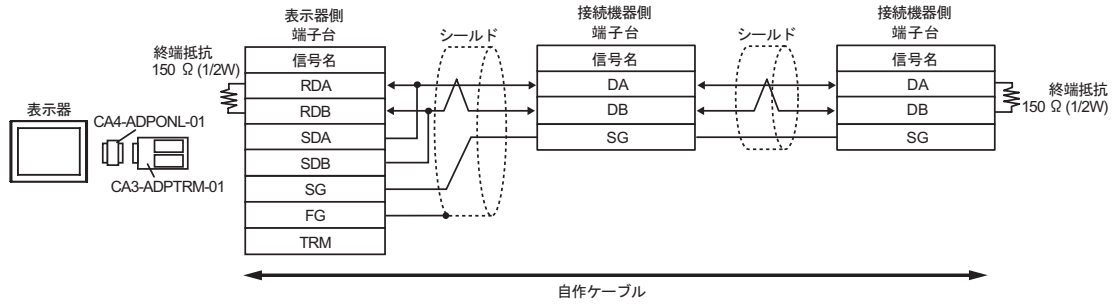 表示器
CA4-ADPONL-01
CA3-ADPTRM-01
終端抵抗
150 Ω (1/2W)
表示器側
端子台
信号名
RDA
RDB
SDA
SDB
SG
FG
TRM
シールド
接続機器側
端子台
信号名
DA
DB
SG
シールド
接続機器側
端子台
信号名
DA
DB
SG
終端抵抗
150 Ω (1/2W)
自作ケーブル